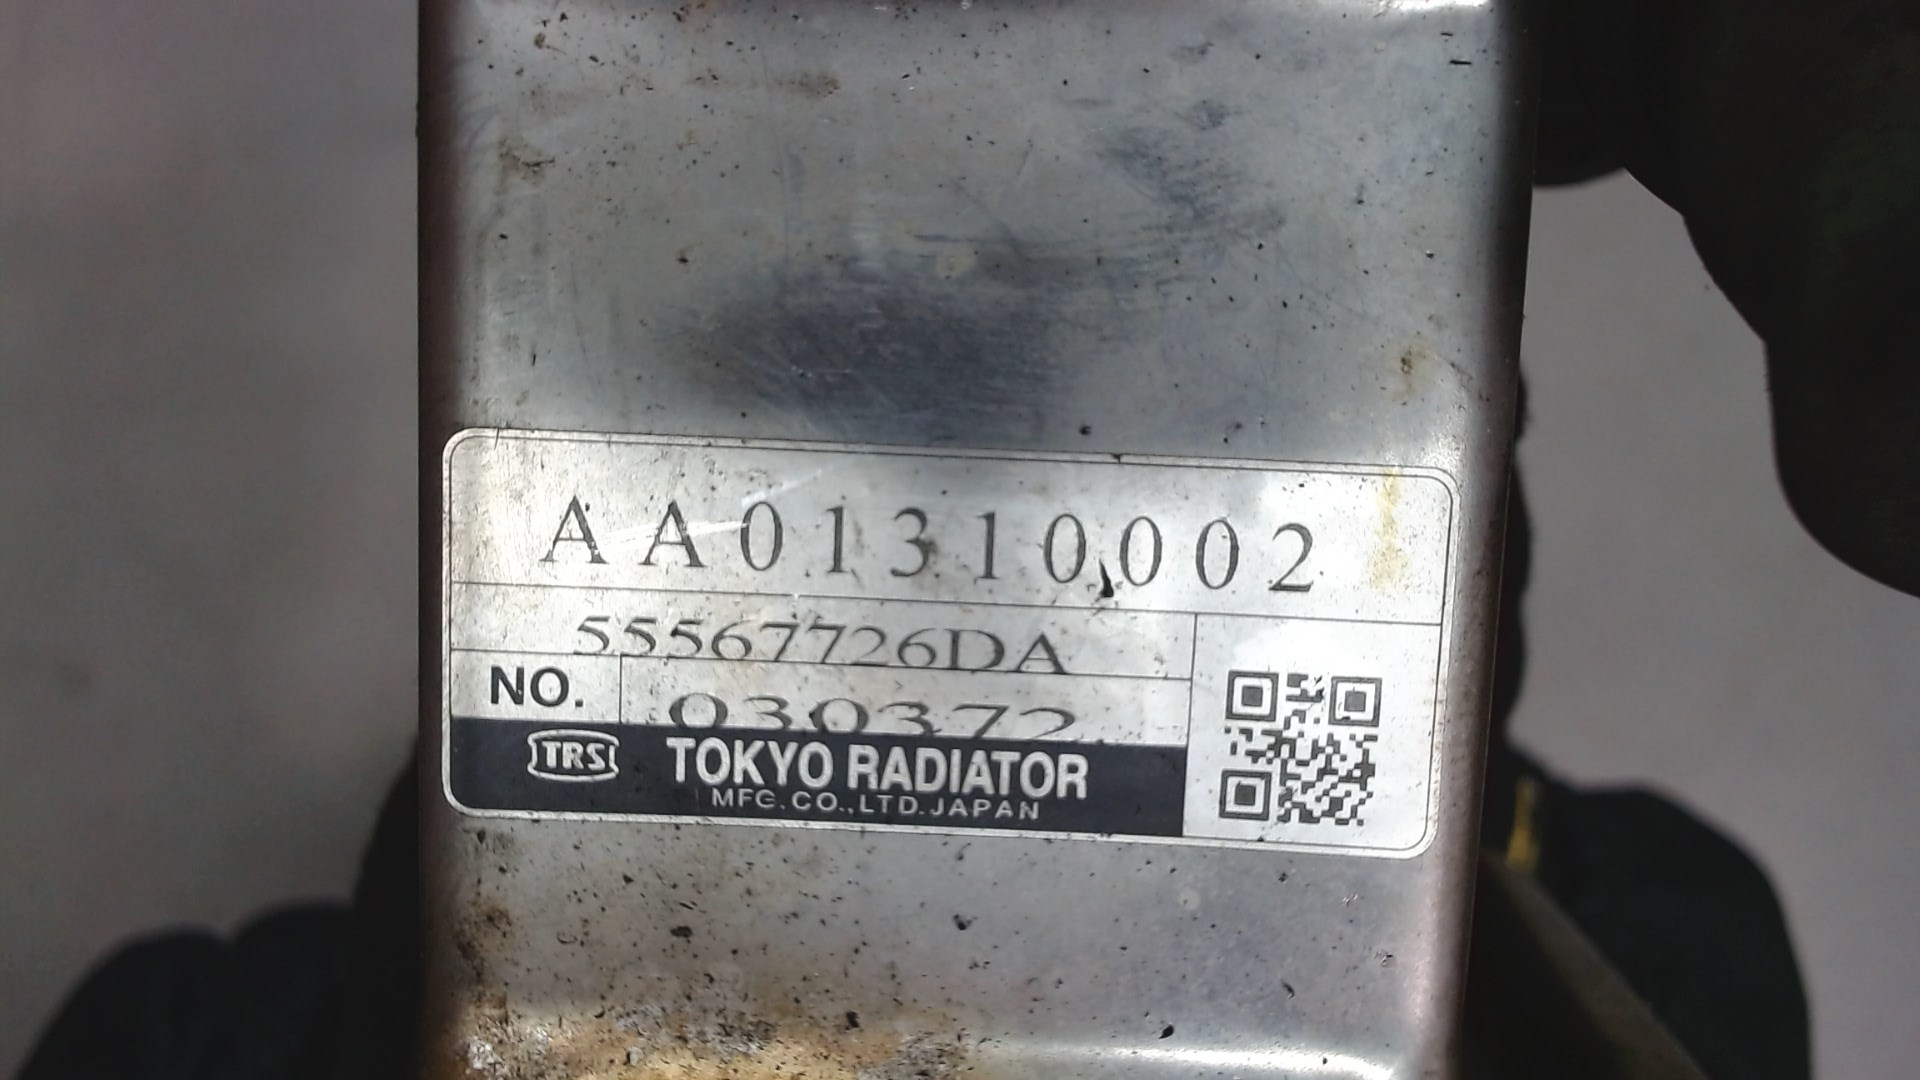 AA01310002
55567726DA
NO. 030372
TRS TOKYO RADIATOR
MFG.CO.,LTD.JAPAN